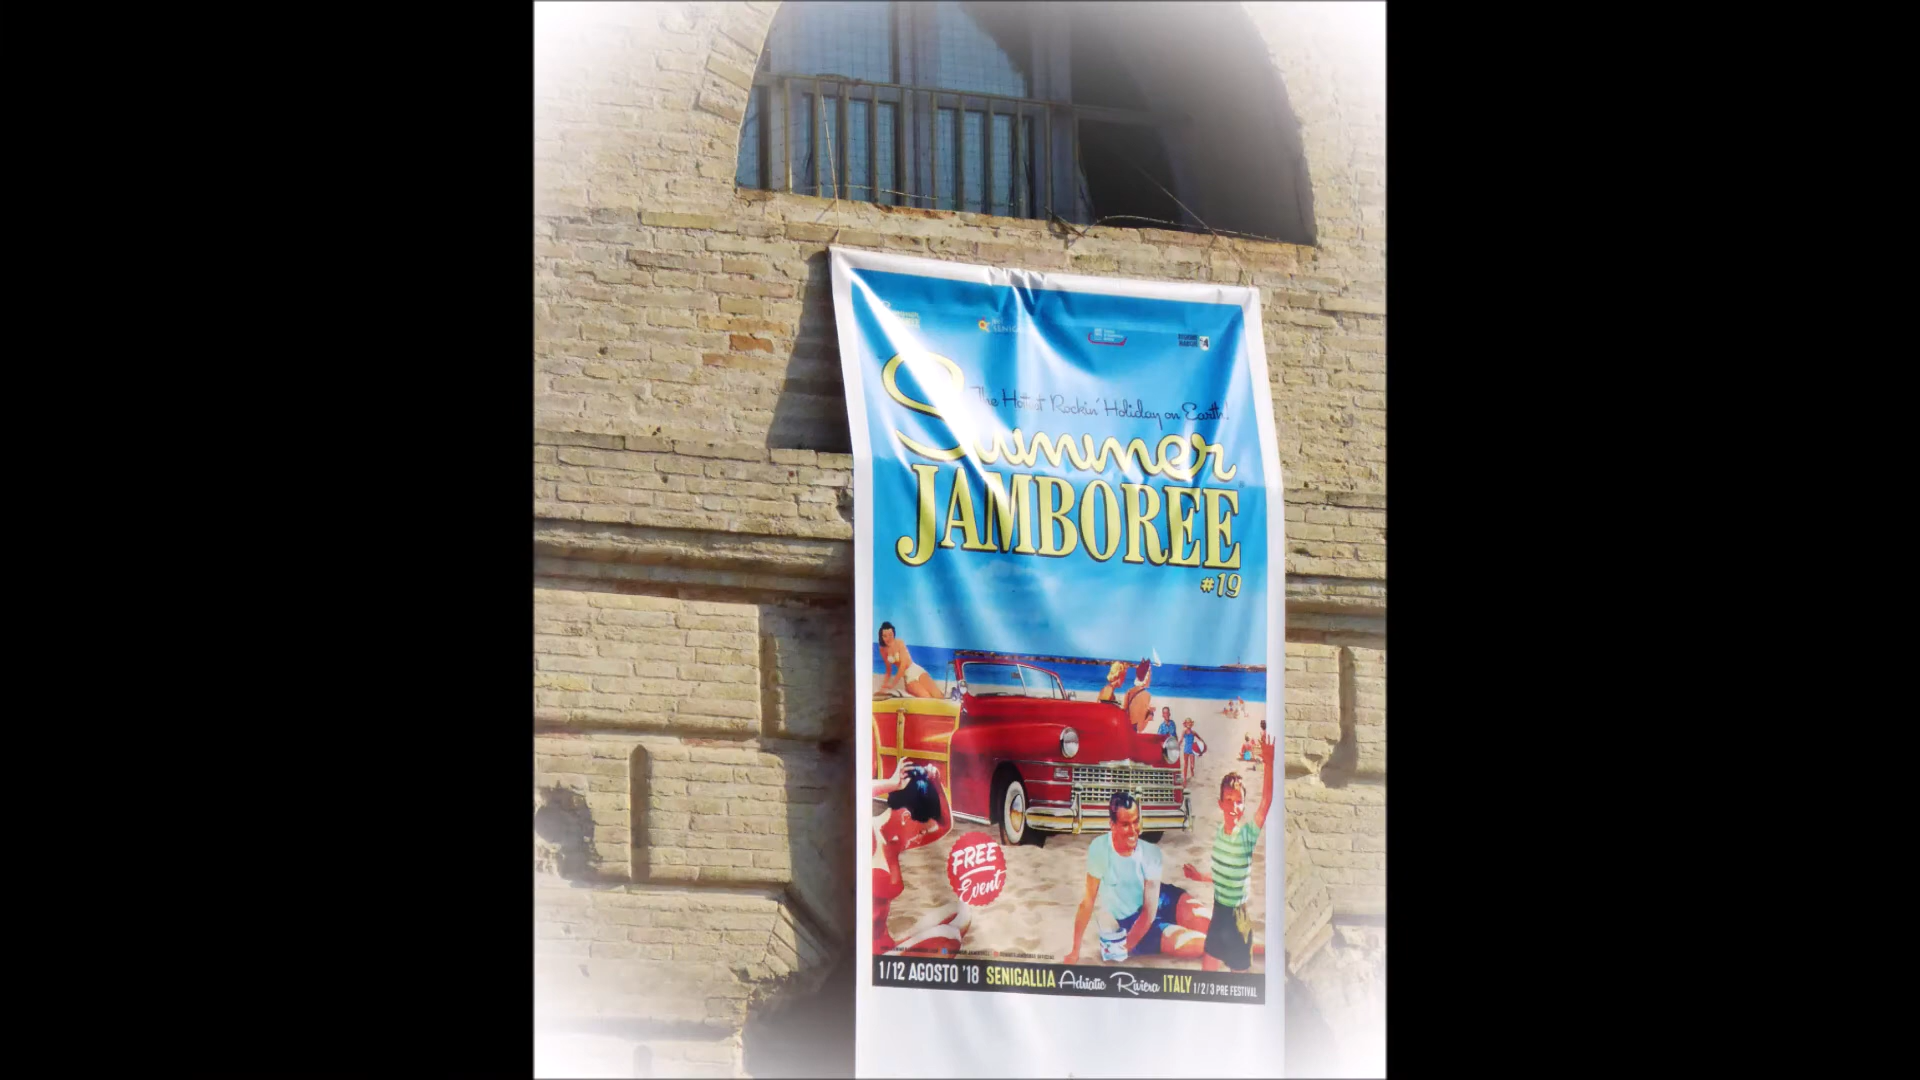 SENIGALLIA
The Hottest Rockin' Holiday on Earth!
Summer
JAMBOREE
#19
FREE
Event
1/12 AGOSTO '18 SENIGALLIA Adriatic Riviera ITALY 1/2/3 PRE FESTIVAL